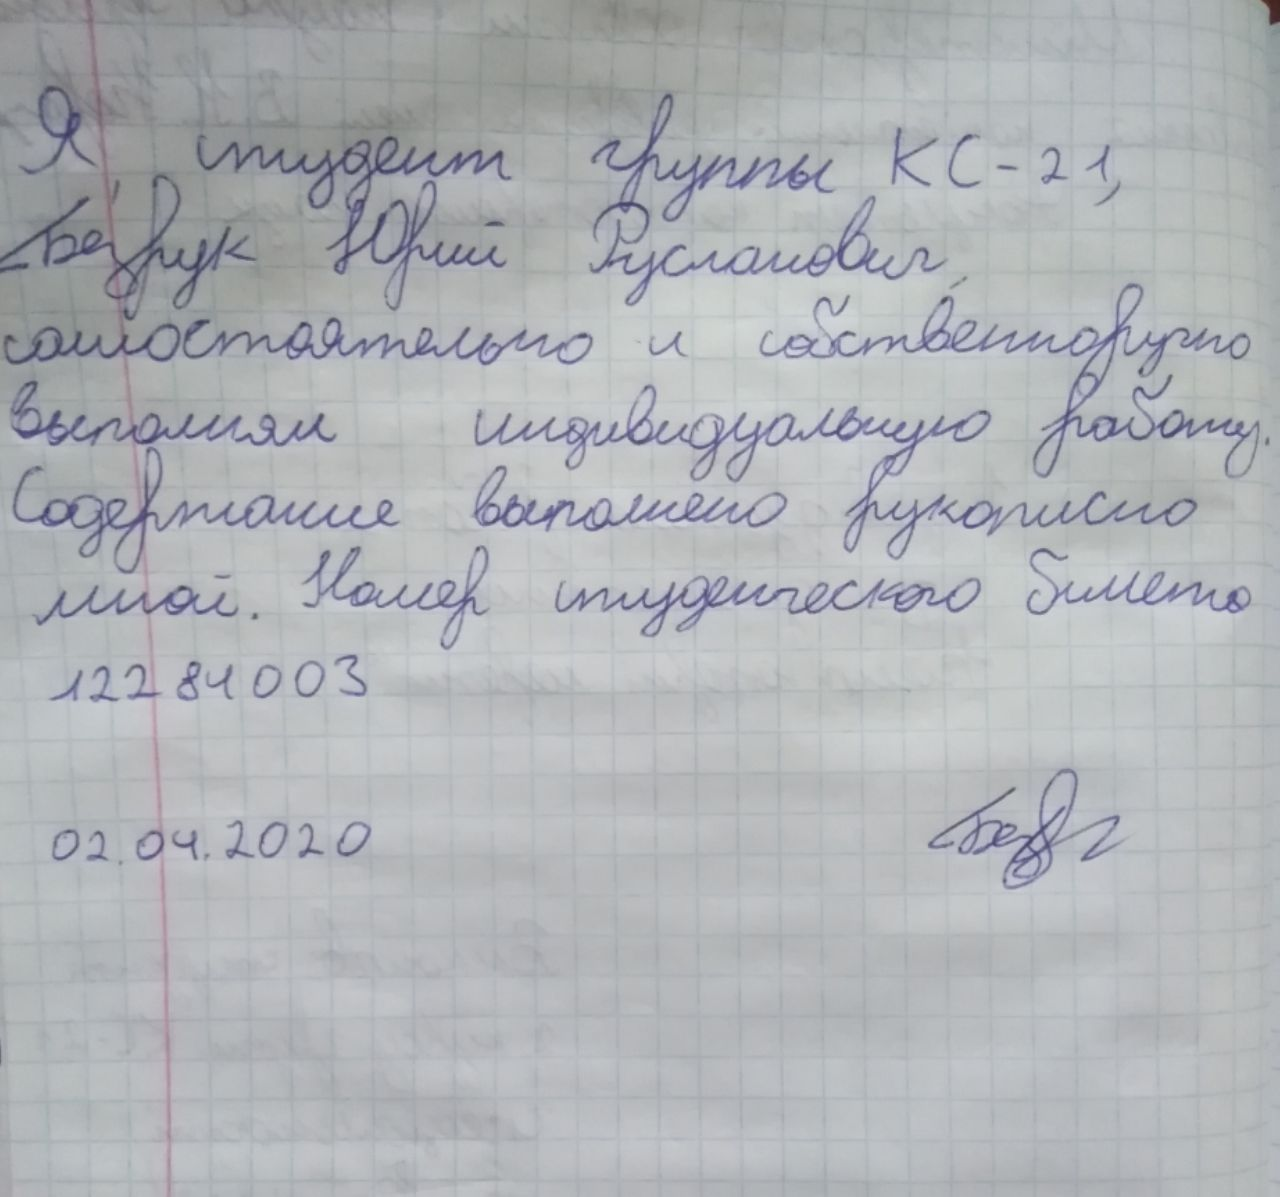 Я студент группы КС-21,
Безрук Юрий Русланович,
самостоятельно и собственноручно
выполнял индивидуальную работу.
Содержание выполнено рукописно
мной. Номер студенческого билета
12281003
02.04.2020